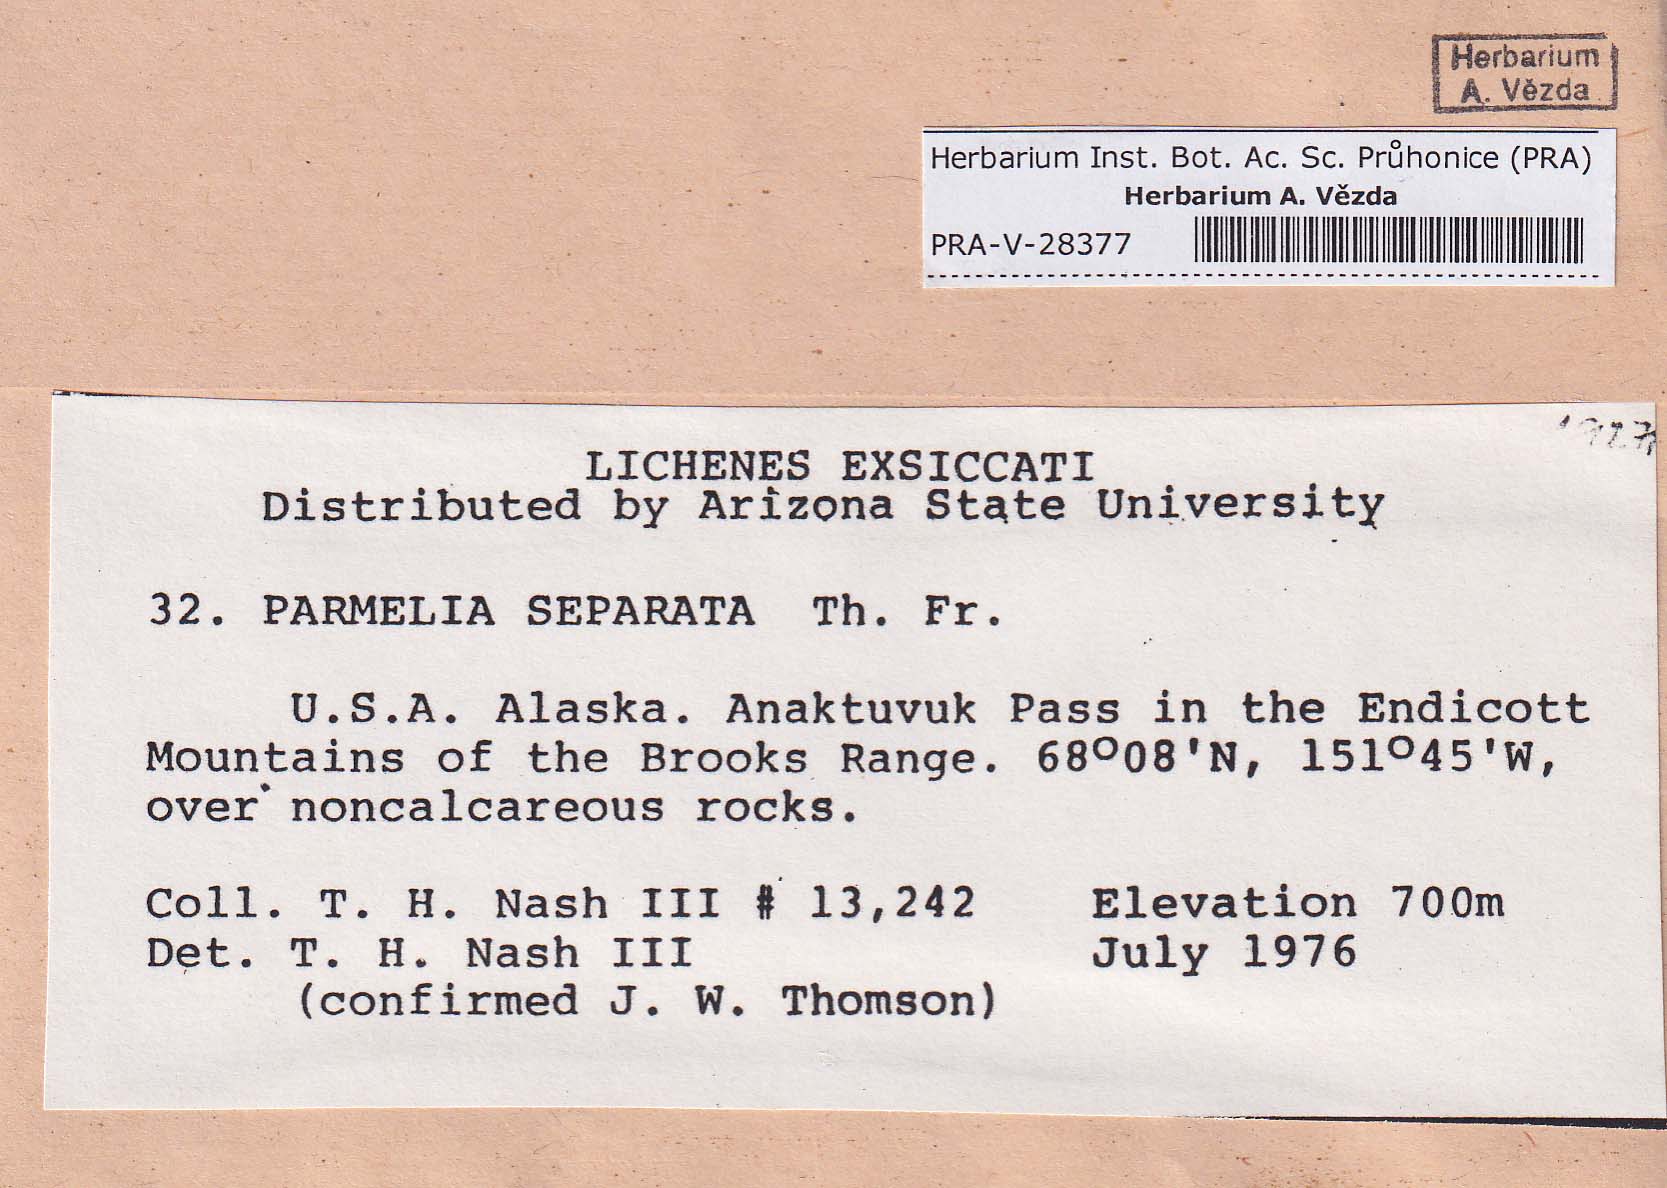 Herbarium
A. Vězda
Herbarium Inst. Bot. Ac. Sc. Průhonice (PRA)
Herbarium A. Vězda
PRA-V-28377
LICHENES EXSICCATI
Distributed by Arizona State University
32. PARMELIA SEPARATA Th. Fr.
U.S.A. Alaska. Anaktuvuk Pass in the Endicott
Mountains of the Brooks Range. 68°08'N, 151°45'W,
over noncalcareous rocks.
Coll. T. H. Nash III # 13,242 Elevation 700m
Det. T. H. Nash III July 1976
(confirmed J. W. Thomson)